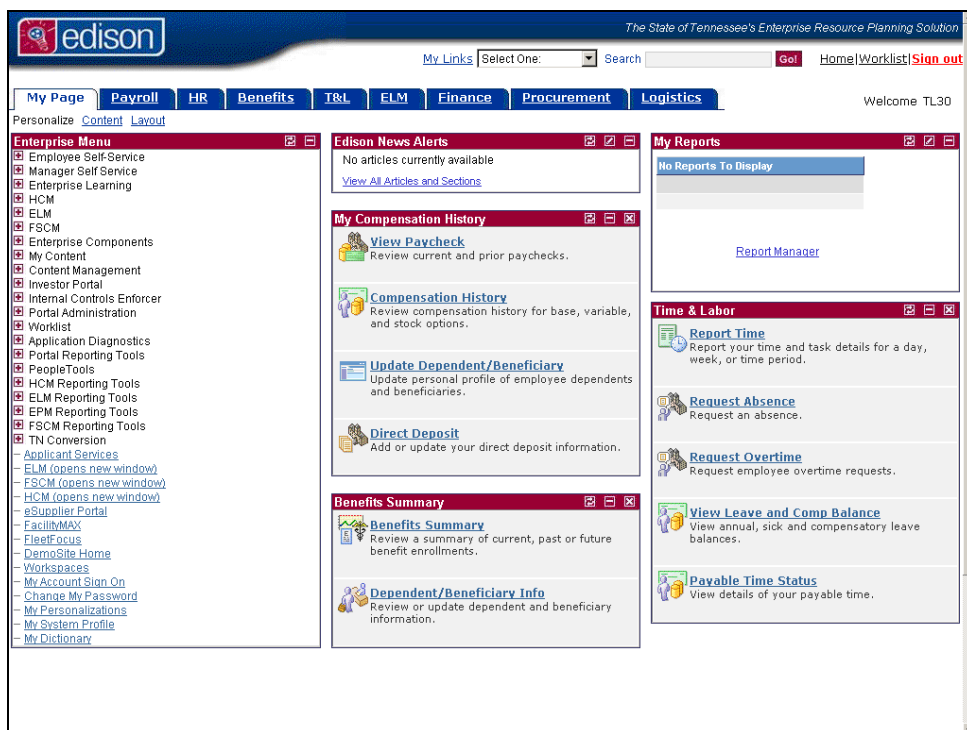 edison
The State of Tennessee's Enterprise Resource Planning Solution
My Links Select One: Search Go! Home|Worklist|Sign out
My Page Payroll HR Benefits T&L ELM Finance Procurement Logistics
Welcome TL30
Personalize Content Layout
Enterprise Menu
Employee Self-Service
Manager Self Service
Enterprise Learning
HCM
ELM
FSCM
Enterprise Components
My Content
Content Management
Investor Portal
Internal Controls Enforcer
Portal Administration
Worklist
Application Diagnostics
Portal Reporting Tools
PeopleTools
HCM Reporting Tools
ELM Reporting Tools
EPM Reporting Tools
FSCM Reporting Tools
TN Conversion
Applicant Services
ELM (opens new window)
FSCM (opens new window)
HCM (opens new window)
eSupplier Portal
FacilityMAX
FleetFocus
DemoSite Home
Workspaces
My Account Sign On
Change My Password
My Personalizations
My System Profile
My Dictionary
Edison News Alerts
No articles currently available
View All Articles and Sections
My Compensation History
View Paycheck
Review current and prior paychecks.
Compensation History
Review compensation history for base, variable,
and stock options.
Update Dependent/Beneficiary
Update personal profile of employee dependents
and beneficiaries.
Direct Deposit
Add or update your direct deposit information.
Benefits Summary
Benefits Summary
Review a summary of current, past or future
benefit enrollments.
Dependent/Beneficiary Info
Review or update dependent and beneficiary
information.
My Reports
No Reports To Display
Report Manager
Time & Labor
Report Time
Report your time and task details for a day,
week, or time period.
Request Absence
Request an absence.
Request Overtime
Request employee overtime requests.
View Leave and Comp Balance
View annual, sick and compensatory leave
balances.
Payable Time Status
View details of your payable time.